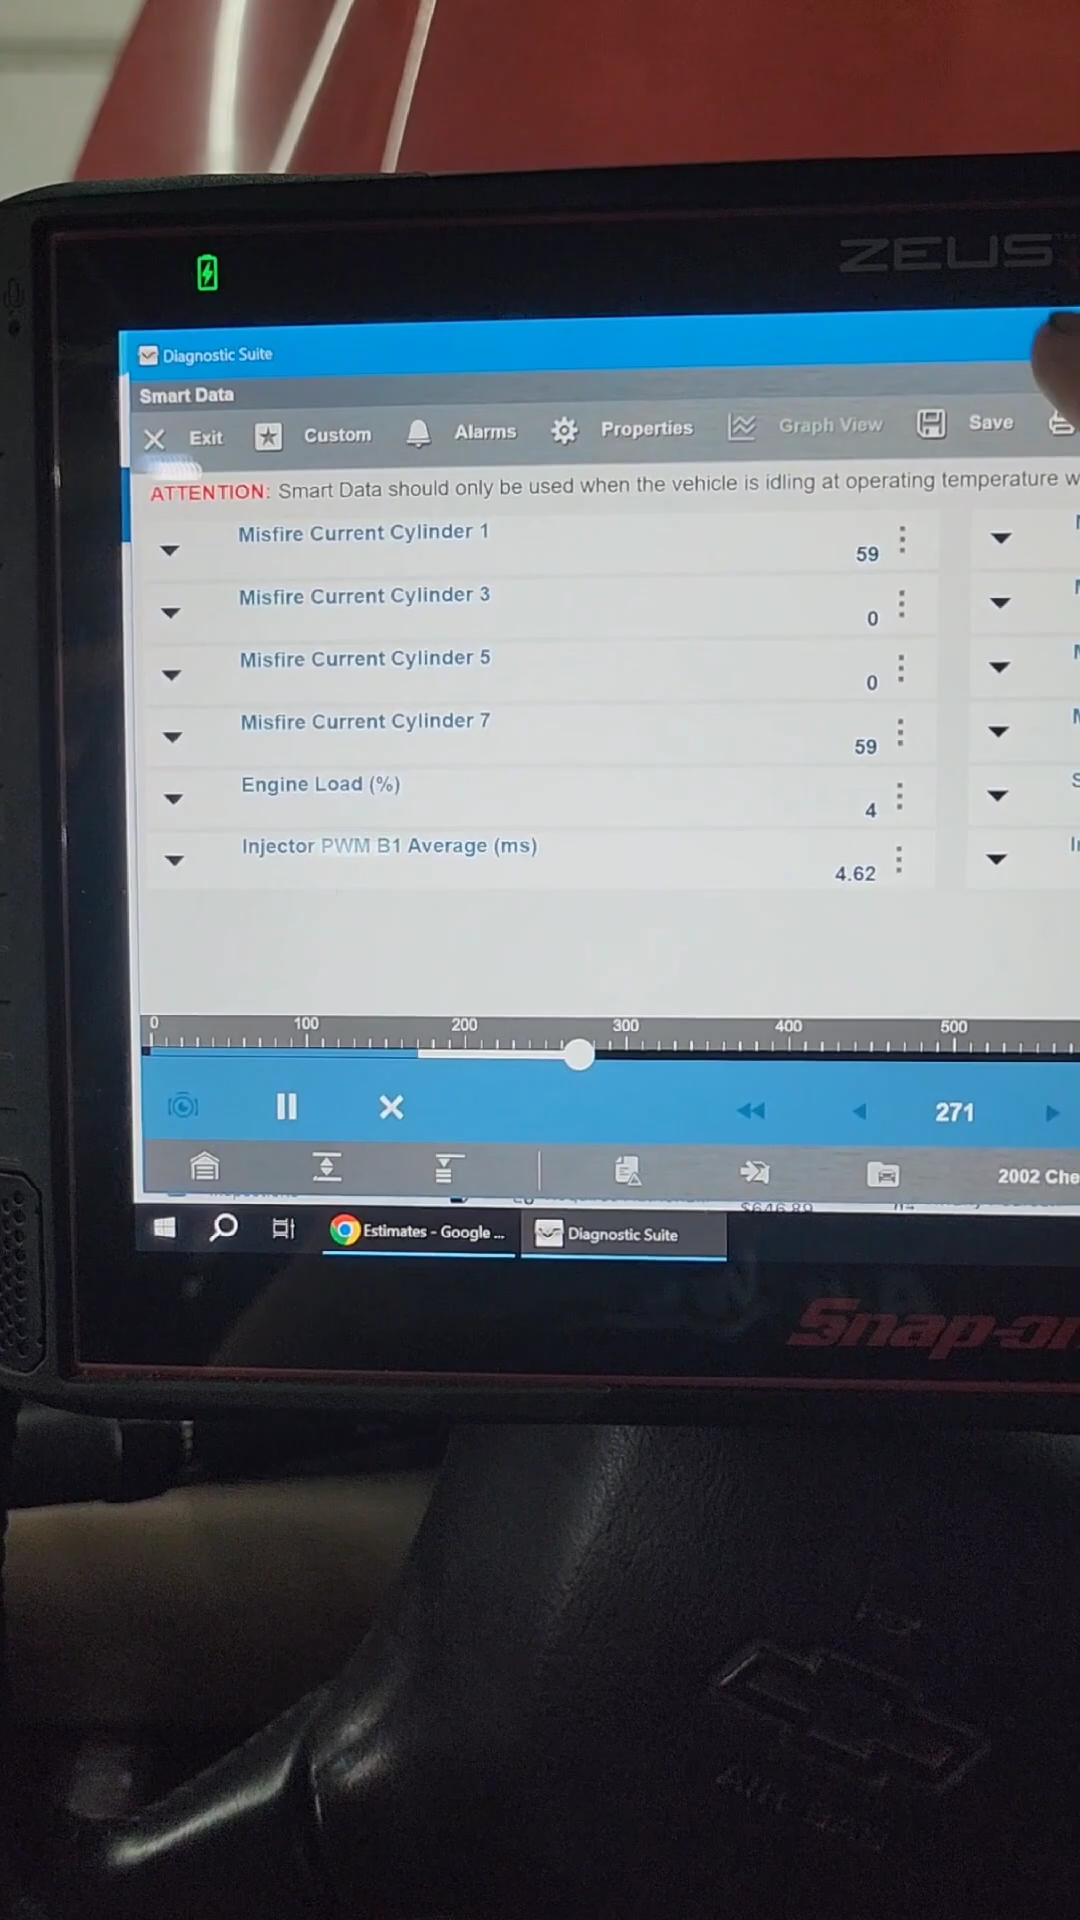 ZEUS
Diagnostic Suite
Smart Data
Exit Custom Alarms Properties Graph View Save
ATTENTION: Smart Data should only be used when the vehicle is idling at operating temperature w
Misfire Current Cylinder 1
59
Misfire Current Cylinder 3
0
Misfire Current Cylinder 5
0
Misfire Current Cylinder 7
59
Engine Load (%)
4
Injector PWM B1 Average (ms)
4.62
0 100 200 300 400 500
271
2002 Che
$646.89
Estimates - Google ...
Diagnostic Suite
Snap-on